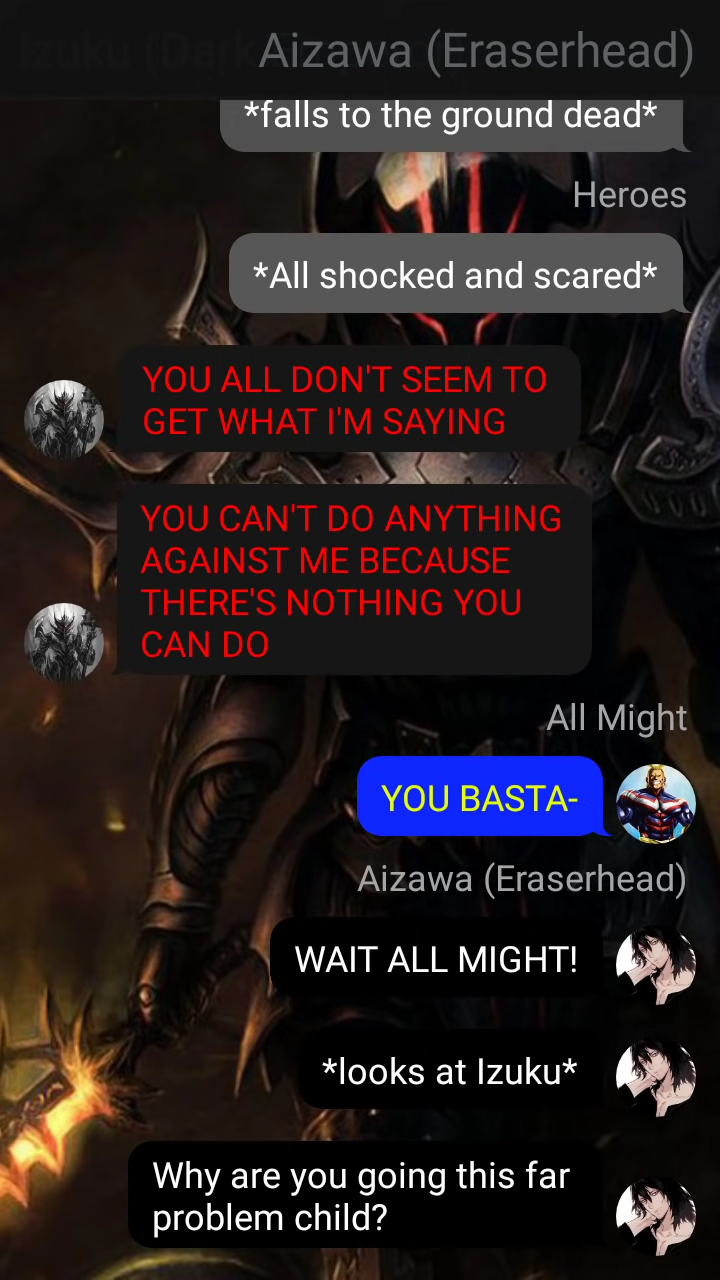 Izuku (Dark
Aizawa (Eraserhead)
*falls to the ground dead*
Heroes
*All shocked and scared*
YOU ALL DON'T SEEM TO
GET WHAT I'M SAYING
YOU CAN'T DO ANYTHING
AGAINST ME BECAUSE
THERE'S NOTHING YOU
CAN DO
All Might
YOU BASTA-
Aizawa (Eraserhead)
WAIT ALL MIGHT!
*looks at Izuku*
Why are you going this far
problem child?